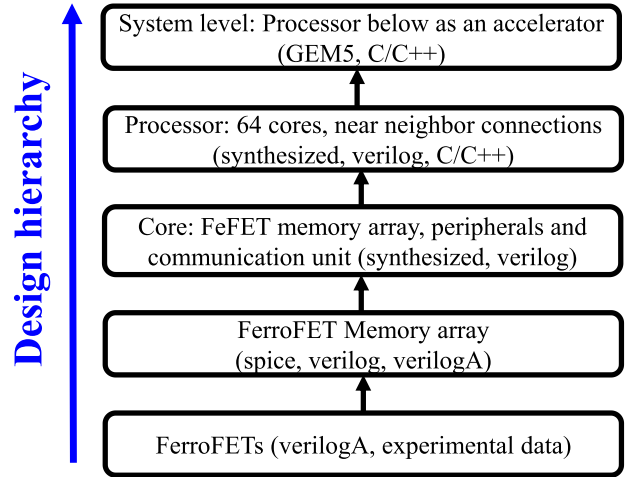 Design hierarchy
System level: Processor below as an accelerator
(GEM5, C/C++)
Processor: 64 cores, near neighbor connections
(synthesized, verilog, C/C++)
Core: FeFET memory array, peripherals and
communication unit (synthesized, verilog)
FerroFET Memory array
(spice, verilog, verilogA)
FerroFETs (verilogA, experimental data)